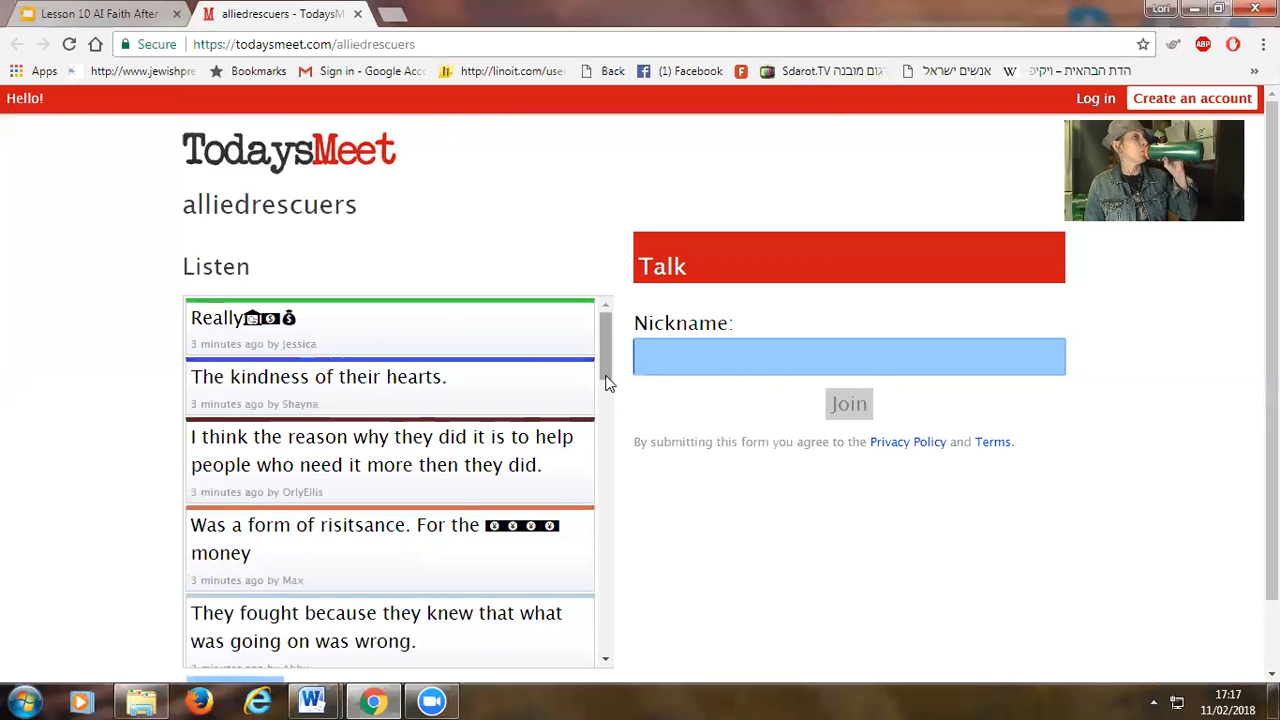 Lesson 10 AI Faith After
alliedrescuers - TodaysM
Lori
Secure https://todaysmeet.com/alliedrescuers
ABP
Apps http://www.jewishpre Bookmarks Sign in - Google Acco http://linoit.com/use Back (1) Facebook Sdarot.TV תרגום מובנה אנשים ישראל הדת הבהאית – ויקיפ »
Hello! Log in Create an account
TodaysMeet
alliedrescuers
Listen
Talk
Really
3 minutes ago by Jessica
The kindness of their hearts.
3 minutes ago by Shayna
I think the reason why they did it is to help
people who need it more then they did.
3 minutes ago by OrlyEllis
Was a form of risitsance. For the
money
3 minutes ago by Max
They fought because they knew that what
was going on was wrong.
Nickname:
Join
By submitting this form you agree to the Privacy Policy and Terms.
17:17
11/02/2018